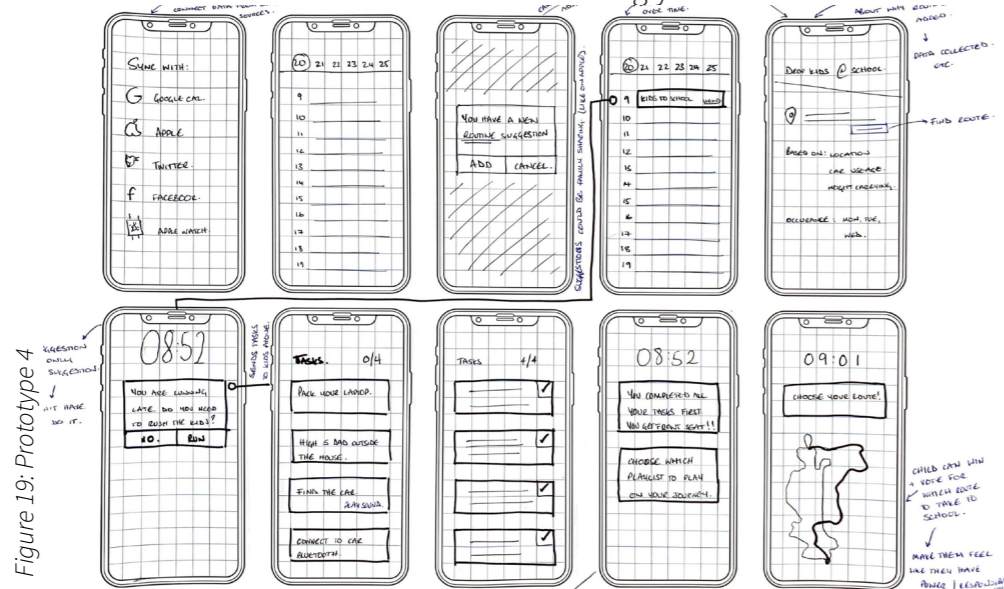 CONNECT DATA
SOURCES.
SYNC WITH:
GOOGLE CAL.
APPLE
TWITTER.
FACEBOOK.
APPLE WATCH.
20 21 22 23 24 25
9
10
11
12
13
14
15
16
17
18
19
YOU HAVE A NEW
ROUTINE SUGGESTION
ADD CANCEL.
SUGGESTIONS COULD BE FAMILY SHARING (LIKE ON APPLE).
OVER TIME.
20 21 22 23 24 25
9 KIDS TO SCHOOL
10
11
12
13
14
15
16
17
18
19
ABOUT WHY
ADDED.
DATA COLLECTED.
ETC.
DROP KIDS @ SCHOOL.
FIND ROUTE.
BASED ON: LOCATION
CAR USEAGE.
WEIGHT CARRYING.
OCCURANCE: MON, TUE,
WED.
Figure 19: Prototype 4
ONLY
SUGGESTION.
08:52
YOU ARE RUNNING
LATE. DO YOU NEED
TO RUSH THE KIDS?
NO. RUN
SENDS TASKS
TO KIDS PHONE.
TASKS. 0/4
PACK YOUR LAPTOP.
HIGH 5 DAD OUTSIDE
THE HOUSE.
FIND THE CAR
PLAY SOUND.
CONNECT TO CAR
BLUETOOTH.
TASKS 4/4
08:52
YOU COMPLETED ALL
YOUR TASKS FIRST
YOU GET FRONT SEAT!!
CHOOSE WHICH
PLAYLIST TO PLAY
ON YOUR JOURNEY.
09:01
CHOOSE YOUR ROUTE!
CHILD CAN WIN
+ VOTE FOR
WHICH ROUTE
TO TAKE TO
SCHOOL.
MAKE THEM FEEL
LIKE THEY HAVE
POWER /